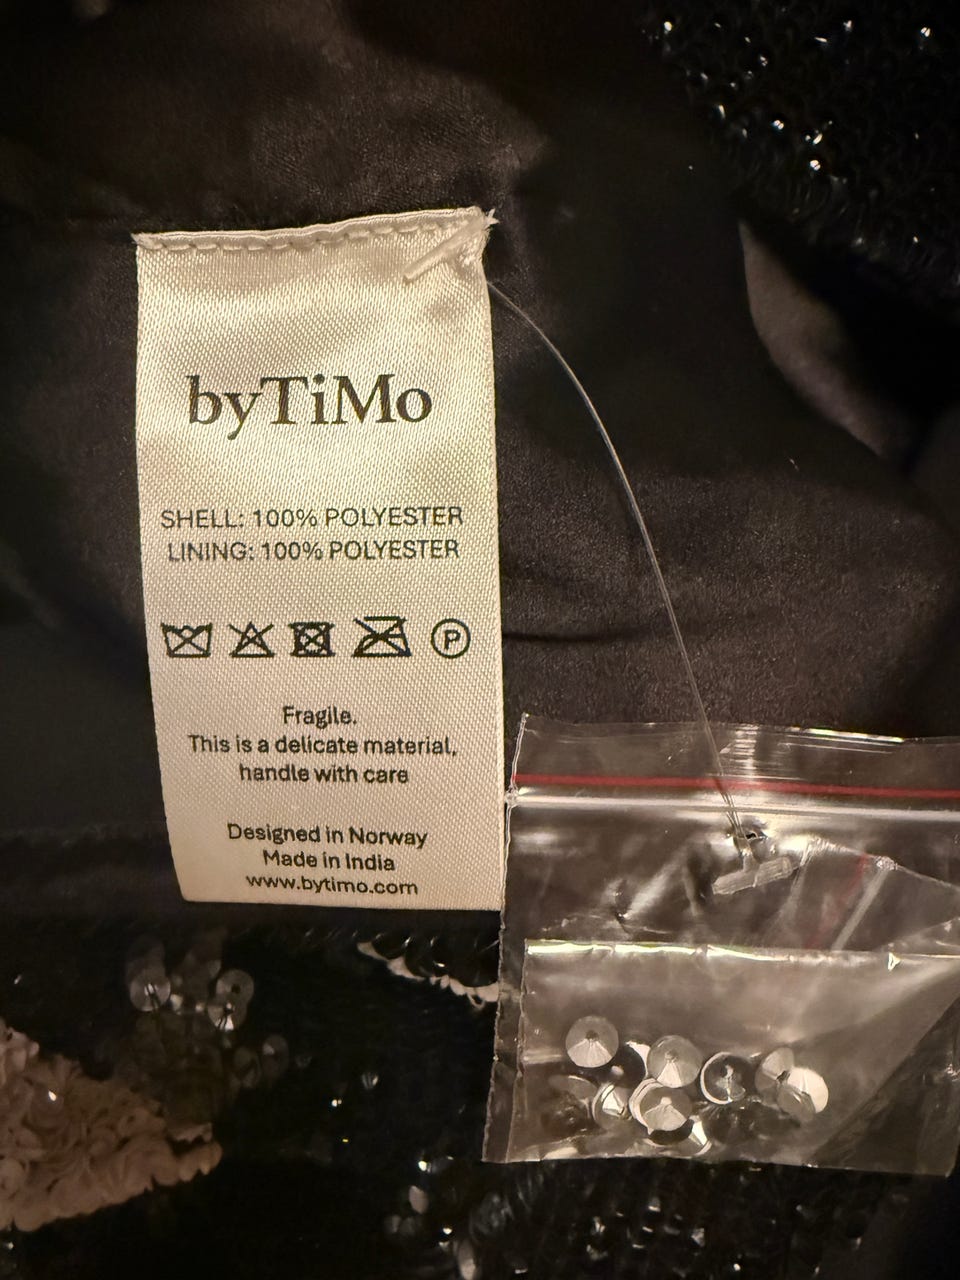 byTiMo
SHELL: 100% POLYESTER
LINING: 100% POLYESTER
P
Fragile.
This is a delicate material,
handle with care
Designed in Norway
Made in India
www.bytimo.com